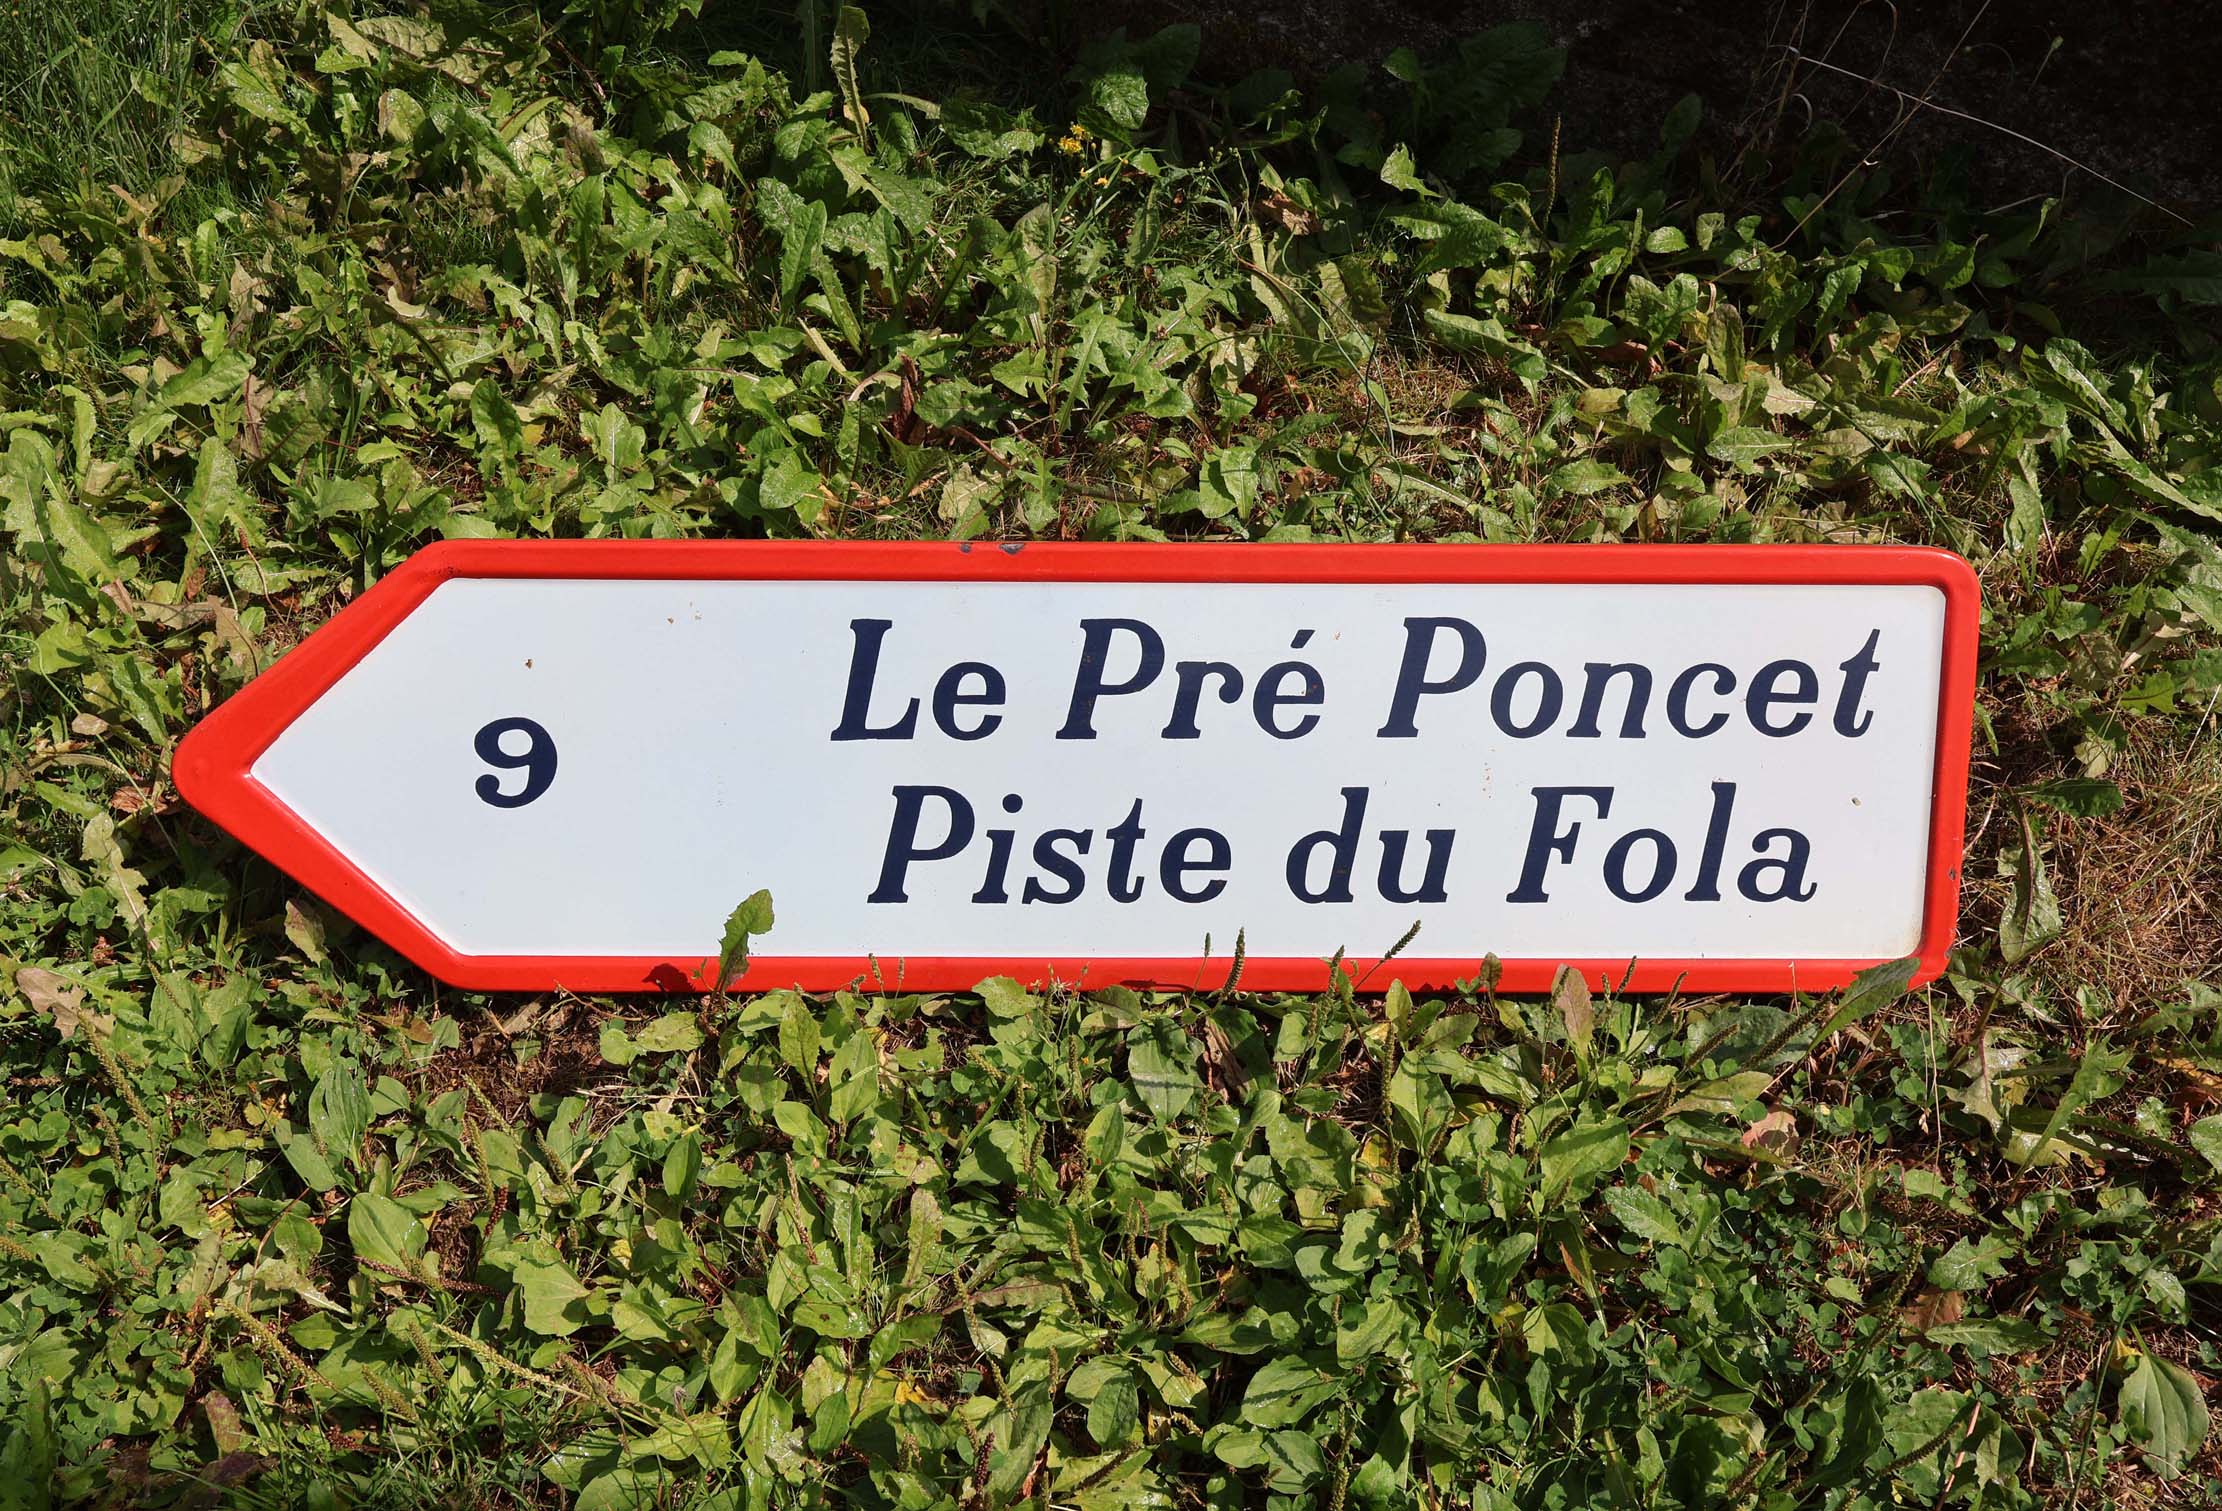 Le Pré Poncet
9
Piste du Fola